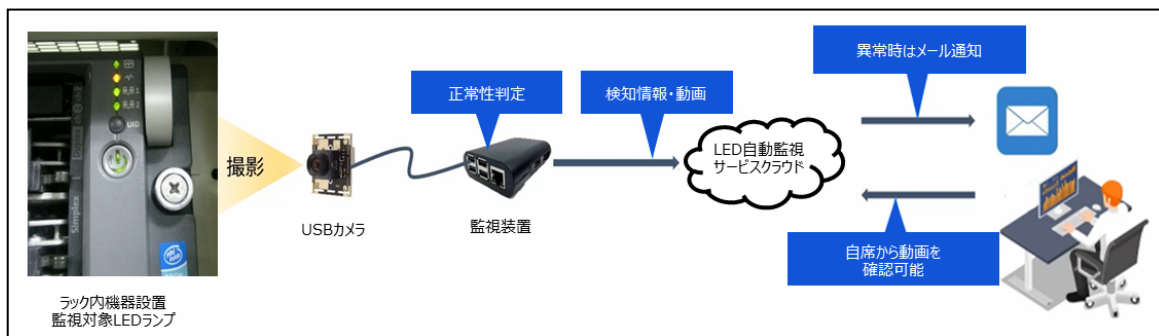 UID
Simplex
ラック内機器設置
監視対象LEDランプ
撮影
USBカメラ
正常性判定
監視装置
検知情報・動画
LED自動監視
サービスクラウド
異常時はメール通知
自席から動画を
確認可能